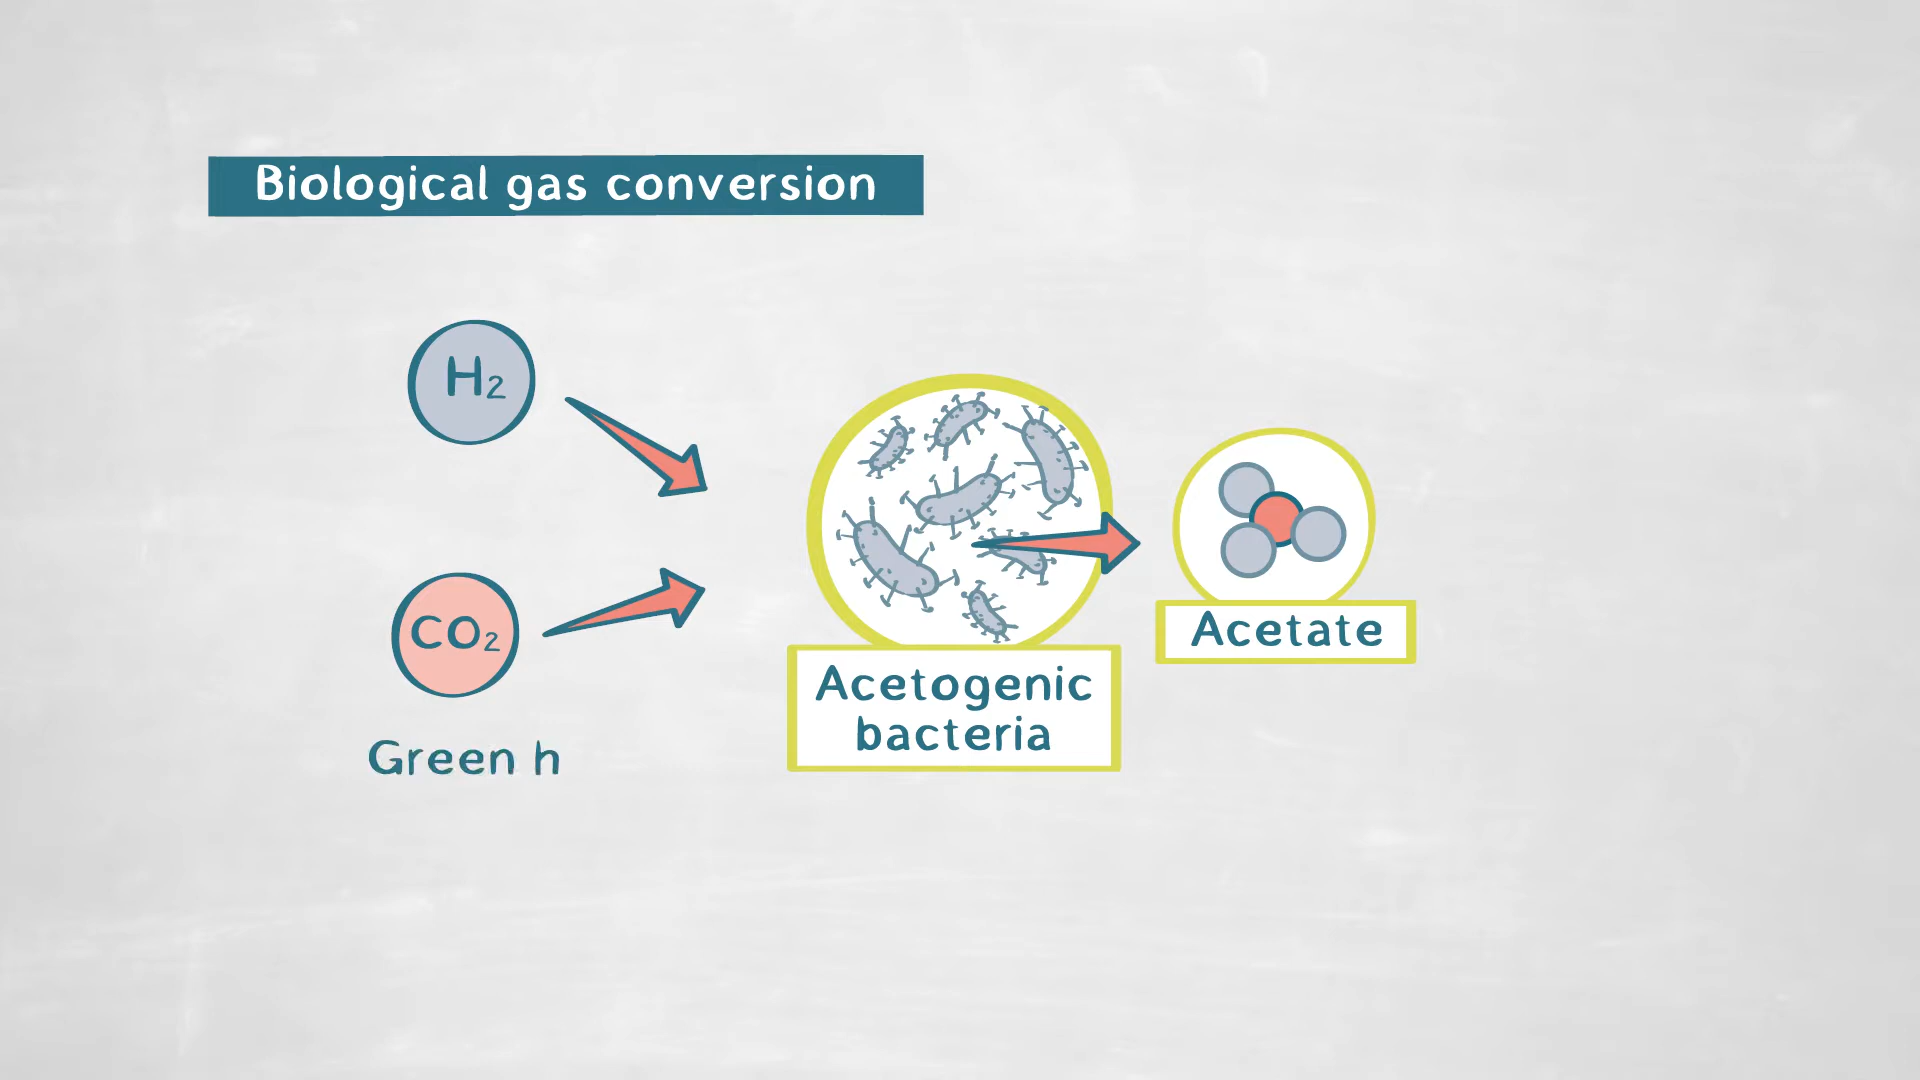 Biological gas conversion
H₂
CO₂
Green h
Acetogenic
bacteria
Acetate